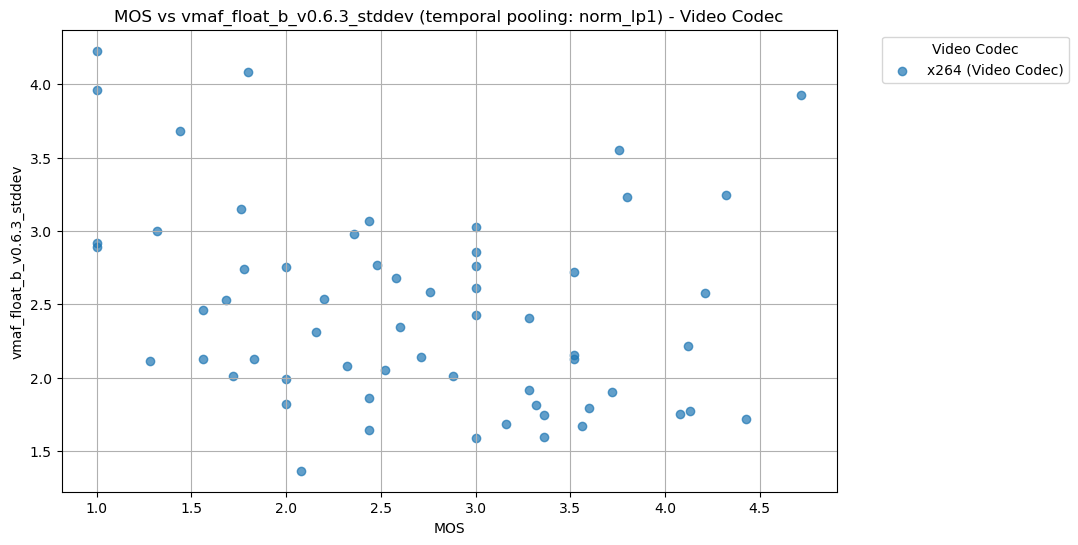 MOS vs vmaf_float_b_v0.6.3_stddev (temporal pooling: norm_lp1) - Video Codec
Video Codec
x264 (Video Codec)
vmaf_float_b_v0.6.3_stddev
4.0
3.5
3.0
2.5
2.0
1.5
1.0 1.5 2.0 2.5 3.0 3.5 4.0 4.5
MOS